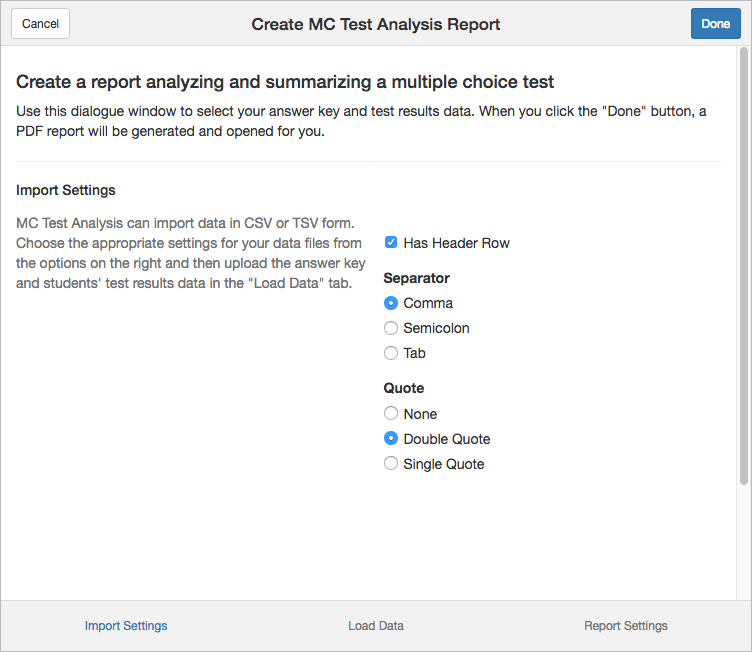 Cancel
Create MC Test Analysis Report
Done
Create a report analyzing and summarizing a multiple choice test
Use this dialogue window to select your answer key and test results data. When you click the "Done" button, a
PDF report will be generated and opened for you.
Import Settings
MC Test Analysis can import data in CSV or TSV form.
Choose the appropriate settings for your data files from
the options on the right and then upload the answer key
and students' test results data in the "Load Data" tab.
Has Header Row
Separator
Comma
Semicolon
Tab
Quote
None
Double Quote
Single Quote
Import Settings
Load Data
Report Settings